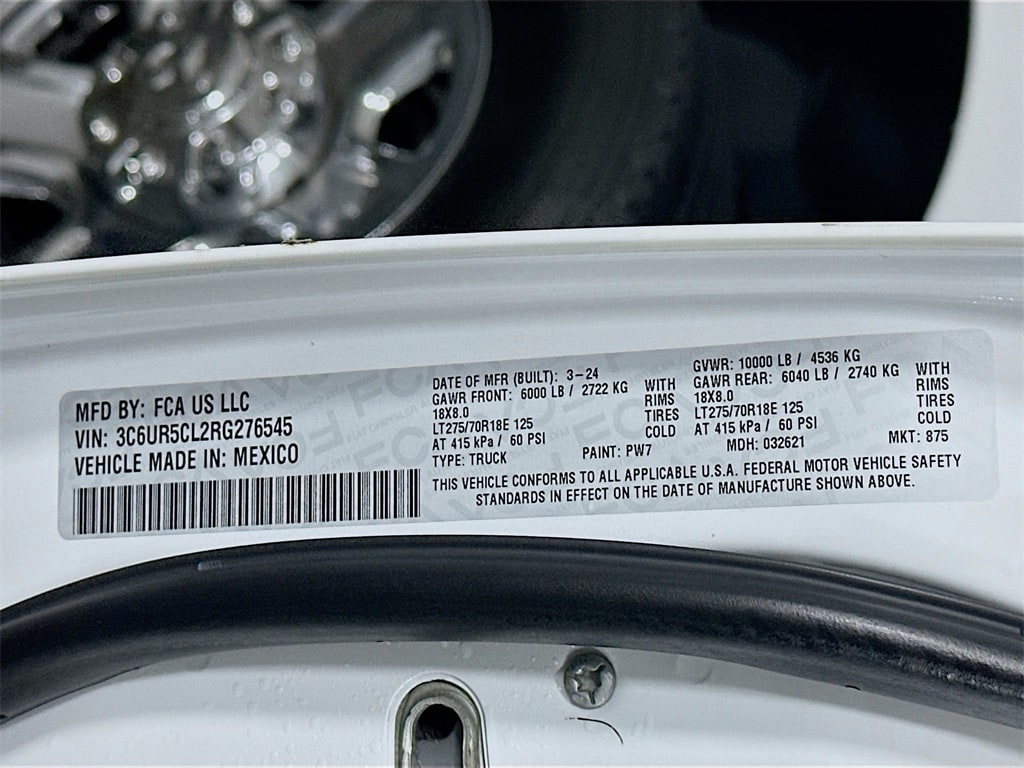 MFD BY: FCA US LLC
VIN: 3C6UR5CL2RG276545
VEHICLE MADE IN: MEXICO
DATE OF MFR (BUILT): 3-24
GAWR FRONT: 6000 LB / 2722 KG
18X8.0
LT275/70R18E 125
AT 415 kPa / 60 PSI
WITH
RIMS
TIRES
COLD
TYPE: TRUCK
PAINT: PW7
GVWR: 10000 LB / 4536 KG
GAWR REAR: 6040 LB / 2740 KG
18X8.0
LT275/70R18E 125
AT 415 kPa / 60 PSI
WITH
RIMS
TIRES
COLD
MDH: 032621
MKT: 875
THIS VEHICLE CONFORMS TO ALL APPLICABLE U.S.A. FEDERAL MOTOR VEHICLE SAFETY
STANDARDS IN EFFECT ON THE DATE OF MANUFACTURE SHOWN ABOVE.